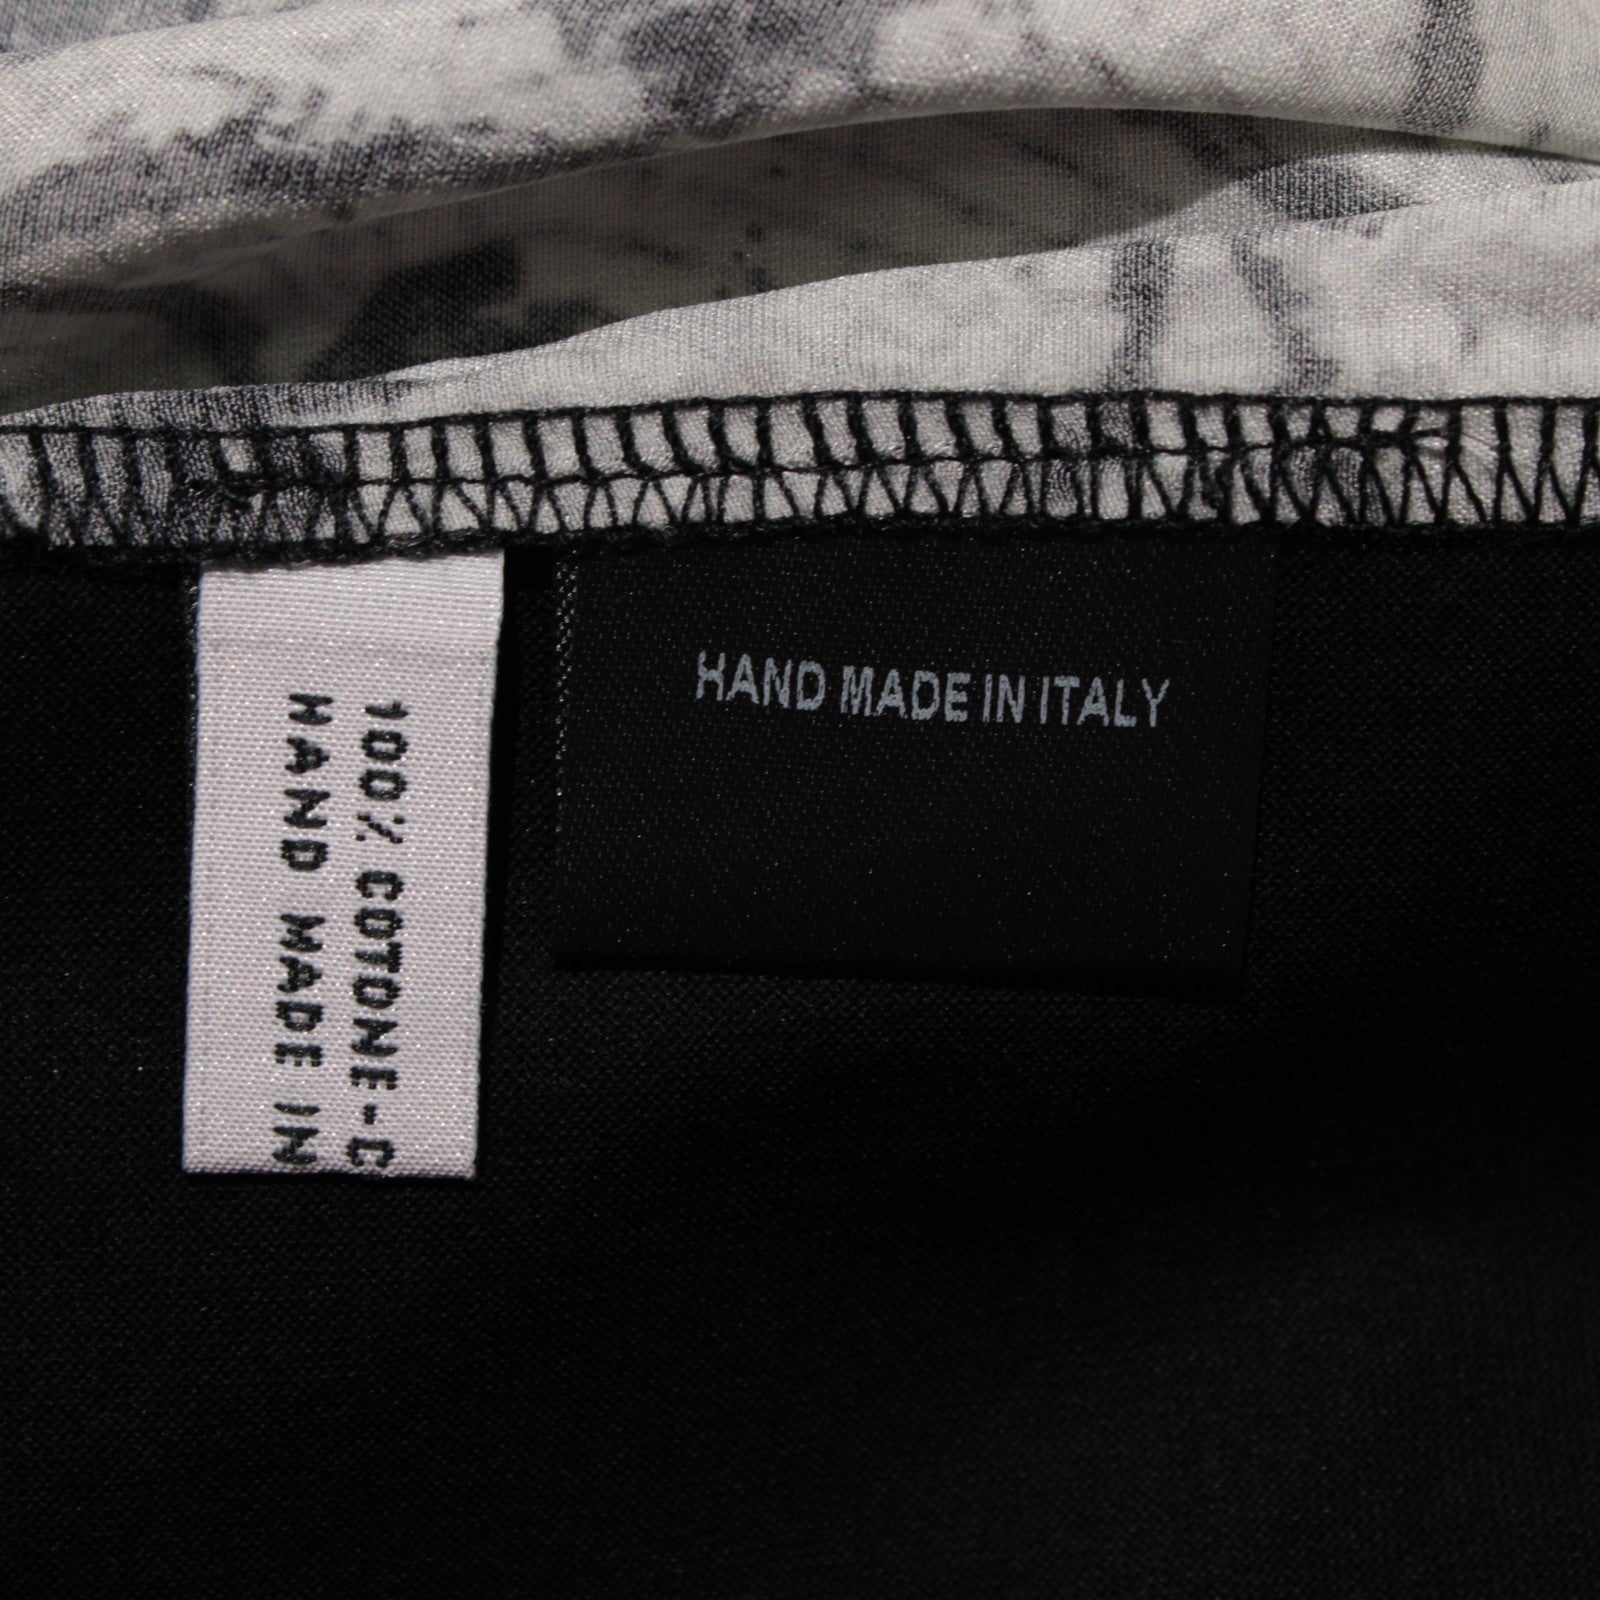 100% COTONE-C
HAND MADE IN
HAND MADE IN ITALY